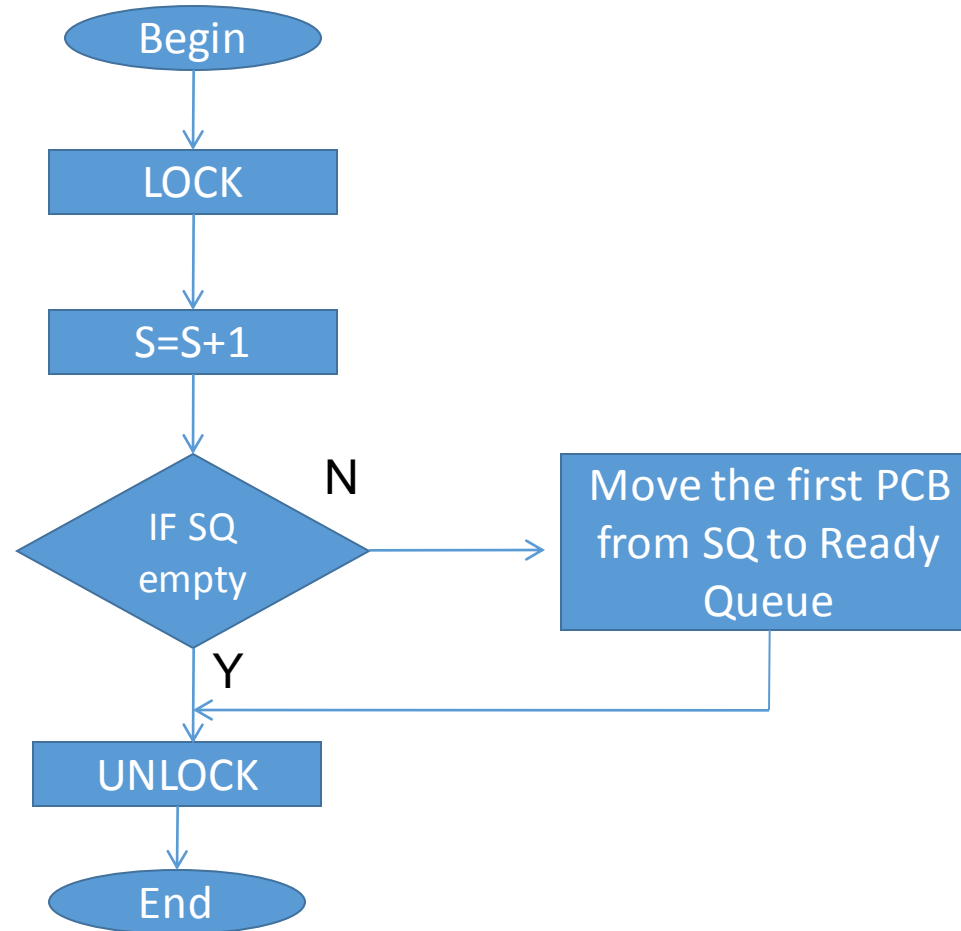 Begin
LOCK
S=S+1
IF SQ
empty
N
Move the first PCB
from SQ to Ready
Queue
Y
UNLOCK
End